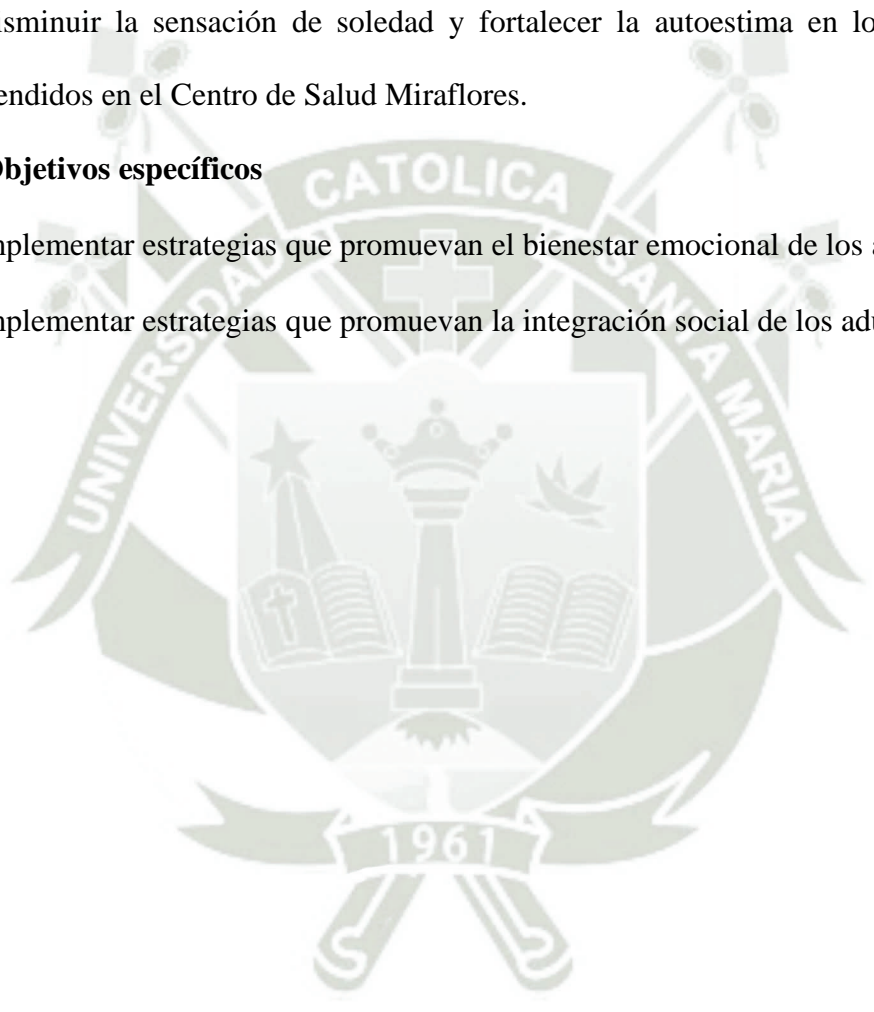 sminuir la sensación de soledad y fortalecer la autoestima en lo
endidos en el Centro de Salud Miraflores.
bjetivos específicos
nplementar estrategias que promuevan el bienestar emocional de los a
nplementar estrategias que promuevan la integración social de los adu
UNIVERSIDAD CATOLICA SANTA MARIA
1961